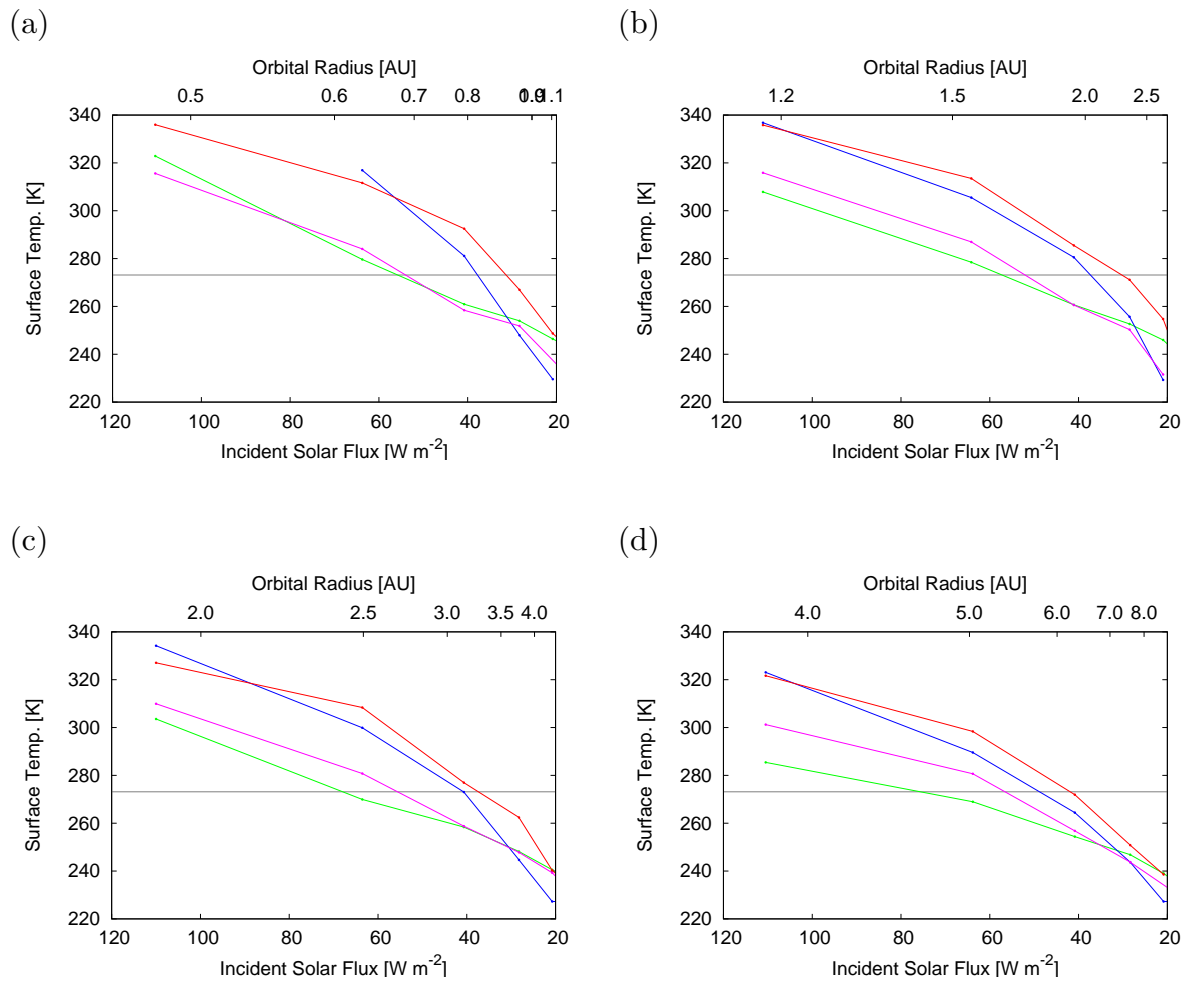 (a)
Orbital Radius [AU]
0.5 0.6 0.7 0.8 0.9 1.0 1.1
340
320
300
280
260
240
220
Surface Temp. [K]
120 100 80 60 40 20
Incident Solar Flux [W m-2]
(b)
Orbital Radius [AU]
1.2 1.5 2.0 2.5
340
320
300
280
260
240
220
Surface Temp. [K]
120 100 80 60 40 20
Incident Solar Flux [W m-2]
(c)
Orbital Radius [AU]
2.0 2.5 3.0 3.5 4.0
340
320
300
280
260
240
220
Surface Temp. [K]
120 100 80 60 40 20
Incident Solar Flux [W m-2]
(d)
Orbital Radius [AU]
4.0 5.0 6.0 7.0 8.0
340
320
300
280
260
240
220
Surface Temp. [K]
120 100 80 60 40 20
Incident Solar Flux [W m-2]